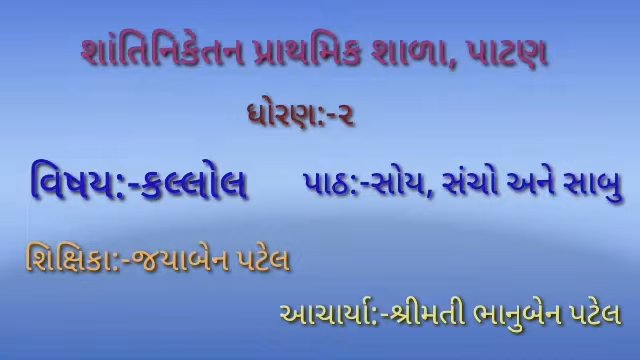 શાંતિનિકેતન પ્રાથમિક શાળા, પાટણ
ધોરણ:-૨
વિષય:-કલ્લોલ પાઠ:-સોય, સંચો અને સાબુ
શિક્ષિકા:-જયાબેન પટેલ
આચાર્યા:-શ્રીમતી ભાનુબેન પટેલ